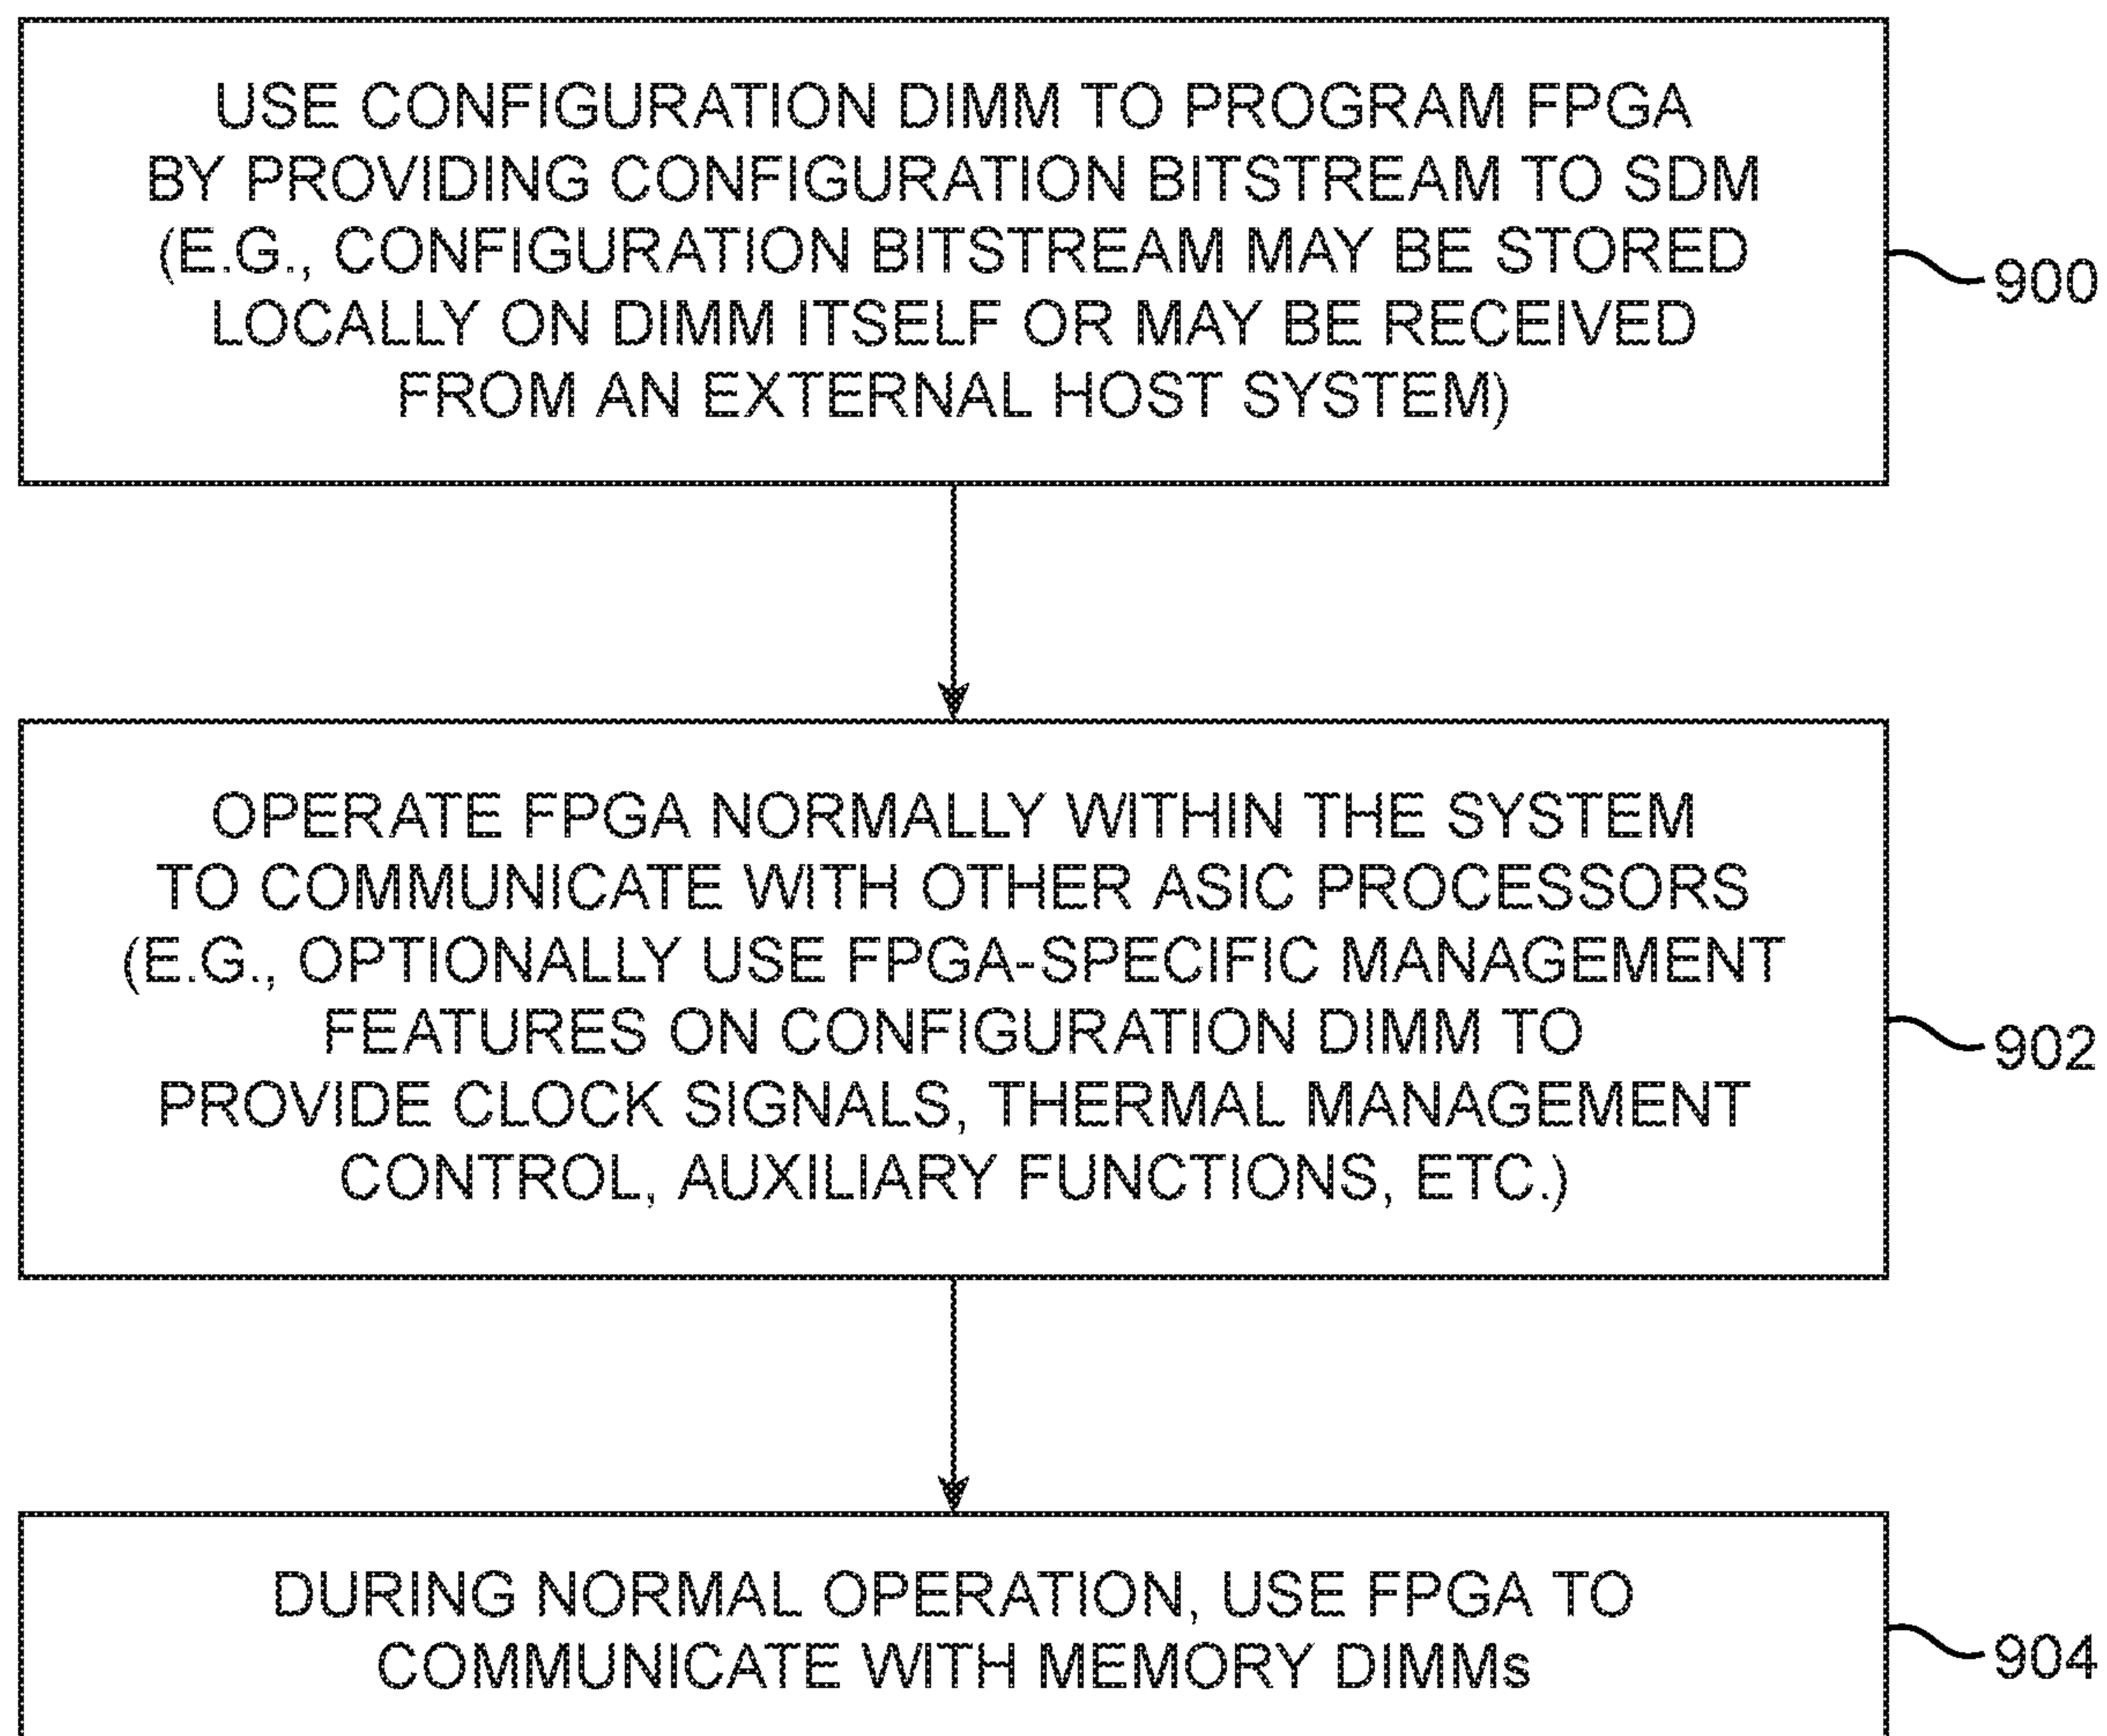 USE CONFIGURATION DIMM TO PROGRAM FPGA
BY PROVIDING CONFIGURATION BITSTREAM TO SDM
(E.G., CONFIGURATION BITSTREAM MAY BE STORED
LOCALLY ON DIMM ITSELF OR MAY BE RECEIVED
FROM AN EXTERNAL HOST SYSTEM)
900
OPERATE FPGA NORMALLY WITHIN THE SYSTEM
TO COMMUNICATE WITH OTHER ASIC PROCESSORS
(E.G., OPTIONALLY USE FPGA-SPECIFIC MANAGEMENT
FEATURES ON CONFIGURATION DIMM TO
PROVIDE CLOCK SIGNALS, THERMAL MANAGEMENT
CONTROL, AUXILIARY FUNCTIONS, ETC.)
902
DURING NORMAL OPERATION, USE FPGA TO
COMMUNICATE WITH MEMORY DIMMs
904